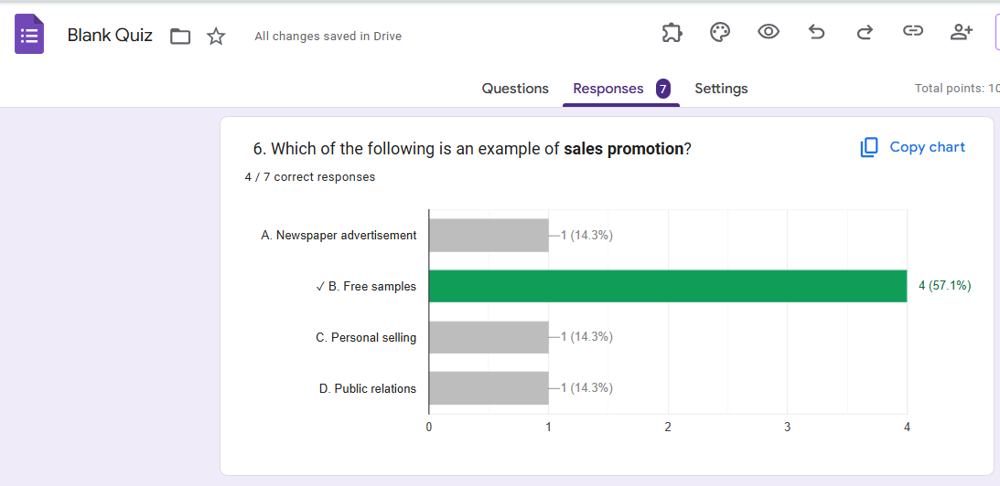 Blank Quiz
All changes saved in Drive
Questions
Responses 7
Settings
Total points: 10
6. Which of the following is an example of sales promotion?
Copy chart
4 / 7 correct responses
A. Newspaper advertisement
1 (14.3%)
✓ B. Free samples
4 (57.1%)
C. Personal selling
1 (14.3%)
D. Public relations
1 (14.3%)
0 1 2 3 4